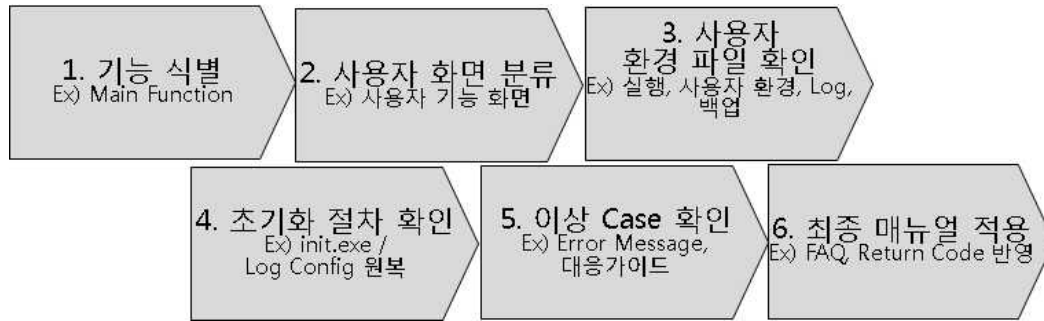 1. 기능 식별
Ex) Main Function
2. 사용자 화면 분류
Ex) 사용자 기능 화면
3. 사용자
환경 파일 확인
Ex) 실행, 사용자 환경, Log,
백업
4. 초기화 절차 확인
Ex) init.exe /
Log Config 원복
5. 이상 Case 확인
Ex) Error Message,
대응가이드
6. 최종 매뉴얼 적용
Ex) FAQ, Return Code 반영